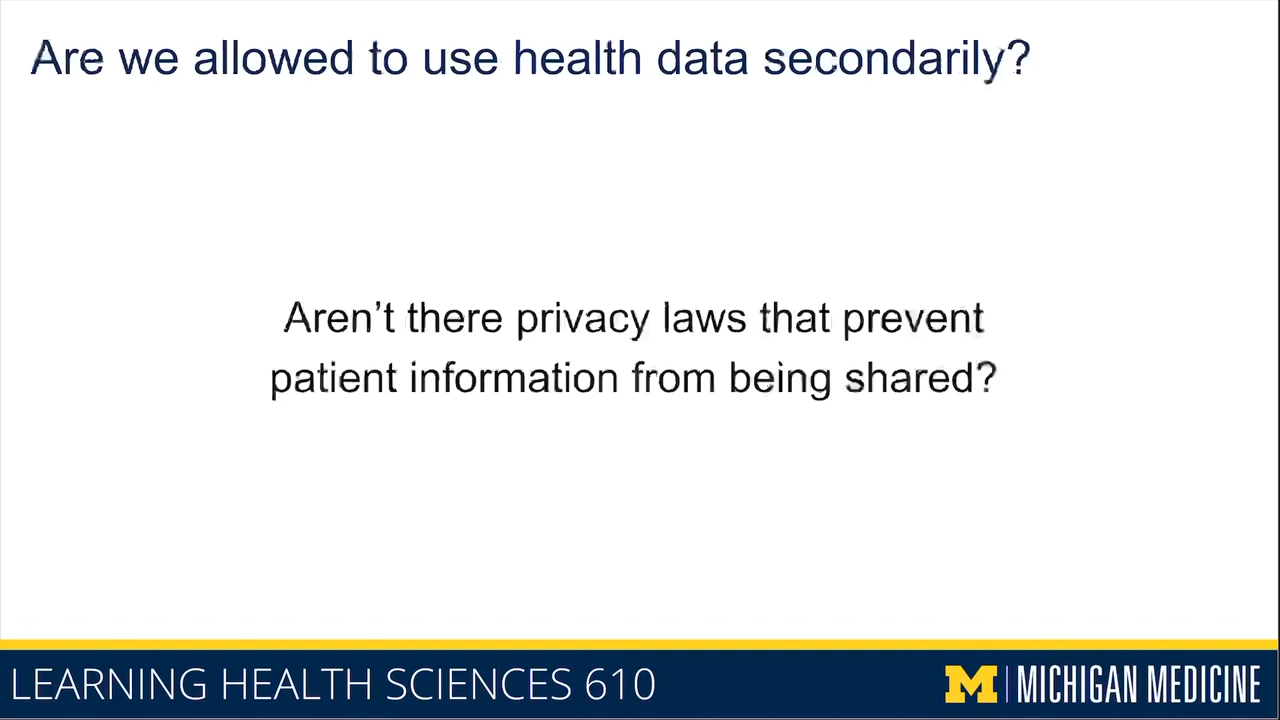 Are we allowed to use health data secondarily?
Aren’t there privacy laws that prevent
patient information from being shared?
LEARNING HEALTH SCIENCES 610
M | MICHIGAN MEDICINE